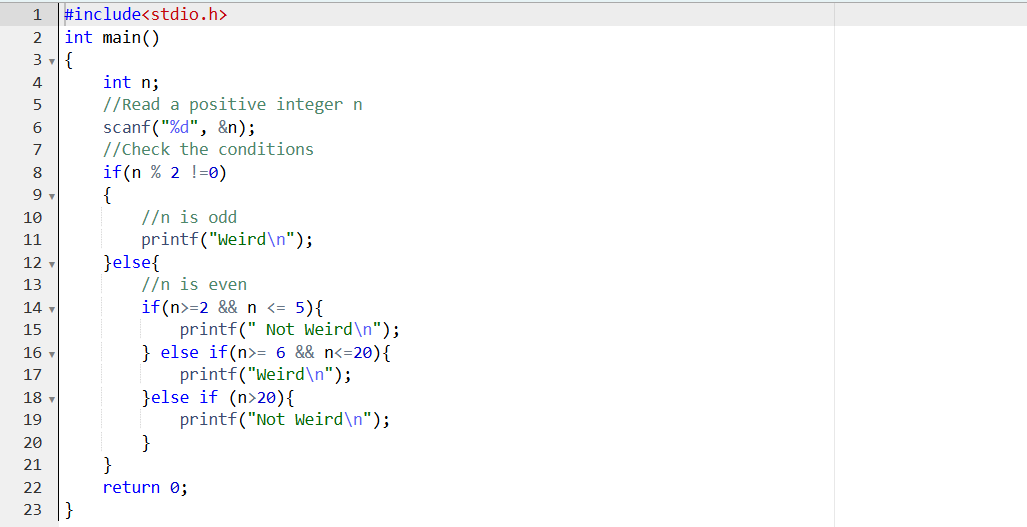 1 #include<stdio.h>
2 int main()
3 {
4 int n;
5 //Read a positive integer n
6 scanf("%d", &n);
7 //Check the conditions
8 if(n % 2 !=0)
9 {
10 //n is odd
11 printf("Weird\n");
12 }else{
13 //n is even
14 if(n>=2 && n <= 5){
15 printf(" Not Weird\n");
16 } else if(n>= 6 && n<=20){
17 printf("Weird\n");
18 }else if (n>20){
19 printf("Not Weird\n");
20 }
21 }
22 return 0;
23 }